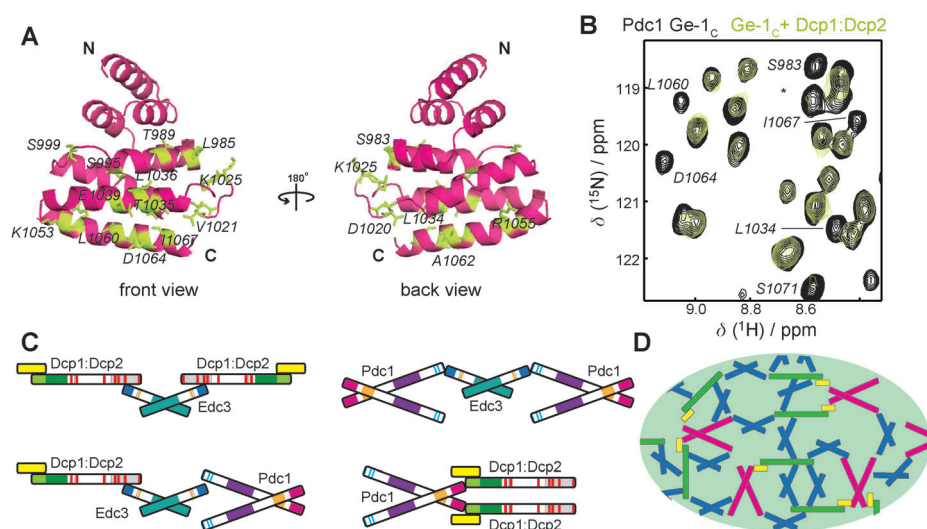 A
N
T989
S999
L985
S995
L1036
K1025
E1039
T1035
V1021
K1053
L1060
I1067
D1064
C
front view
180°
N
S983
K1025
D1020
L1034
R1055
C
A1062
back view
B
Pdc1 Ge-1C Ge-1C+ Dcp1:Dcp2
L1060
S983
*
I1067
D1064
L1034
S1071
119
120
121
122
δ (15N) / ppm
9.0 8.8 8.6
δ (1H) / ppm
C
Dcp1:Dcp2 Dcp1:Dcp2
Edc3
Pdc1 Pdc1
Edc3
Dcp1:Dcp2
Pdc1
Edc3
Dcp1:Dcp2
Pdc1
Dcp1:Dcp2
D